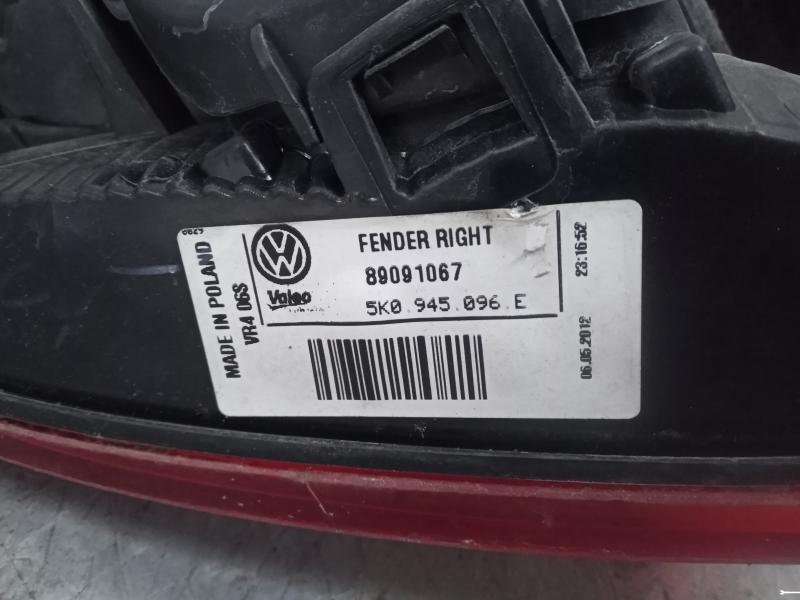 MADE IN POLAND
VR4 06S
FENDER RIGHT
89091067
Valeo
5K0.945.096.E
23:16:52
06.05.2012